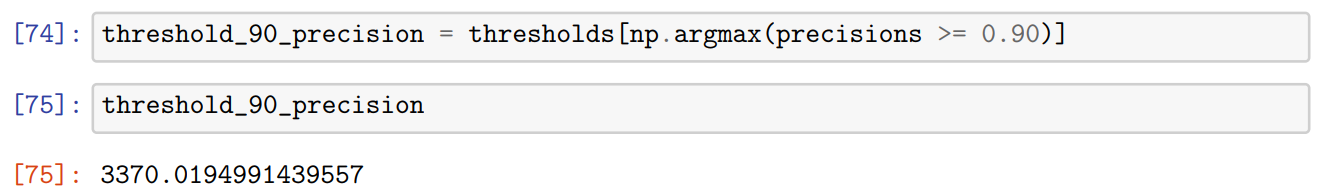 [74]: threshold_90_precision = thresholds[np.argmax(precisions >= 0.90)]
[75]: threshold_90_precision
[75]: 3370.0194991439557